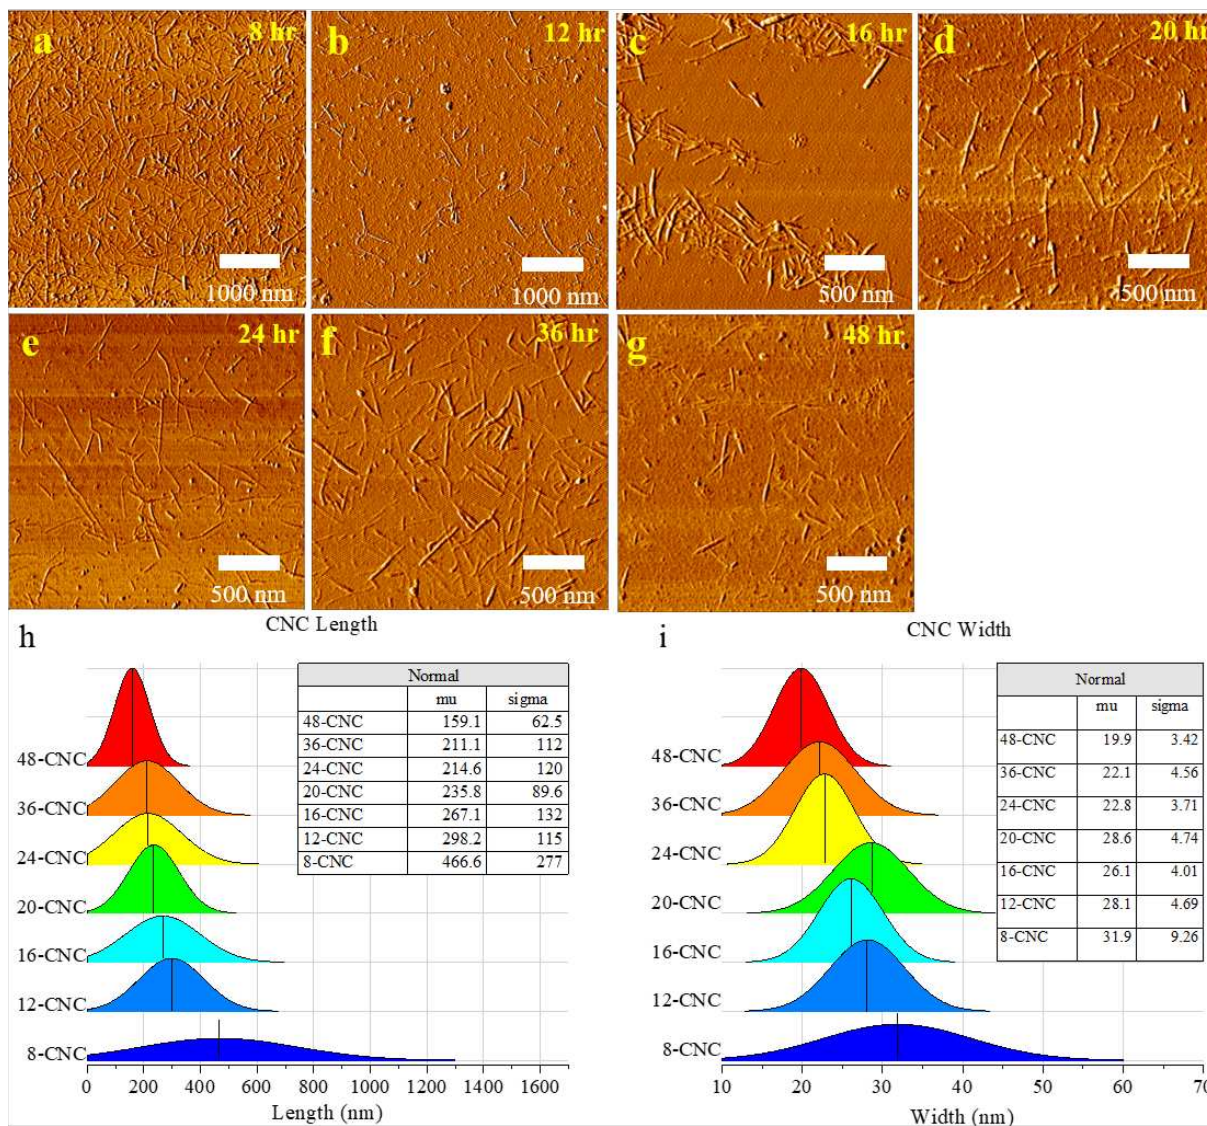 a 8 hr
b 12 hr
c 16 hr
d 20 hr
1000 nm
1000 nm
500 nm
500 nm
e 24 hr
f 36 hr
g 48 hr
500 nm
500 nm
500 nm
h
CNC Length
Normal
mu sigma
48-CNC 159.1 62.5
36-CNC 211.1 112
24-CNC 214.6 120
20-CNC 235.8 89.6
16-CNC 267.1 132
12-CNC 298.2 115
8-CNC 466.6 277
48-CNC
36-CNC
24-CNC
20-CNC
16-CNC
12-CNC
8-CNC
0 200 400 600 800 1000 1200 1400 1600
Length (nm)
i
CNC Width
Normal
mu sigma
48-CNC 19.9 3.42
36-CNC 22.1 4.56
24-CNC 22.8 3.71
20-CNC 28.6 4.74
16-CNC 26.1 4.01
12-CNC 28.1 4.69
8-CNC 31.9 9.26
48-CNC
36-CNC
24-CNC
20-CNC
16-CNC
12-CNC
8-CNC
10 20 30 40 50 60 70
Width (nm)